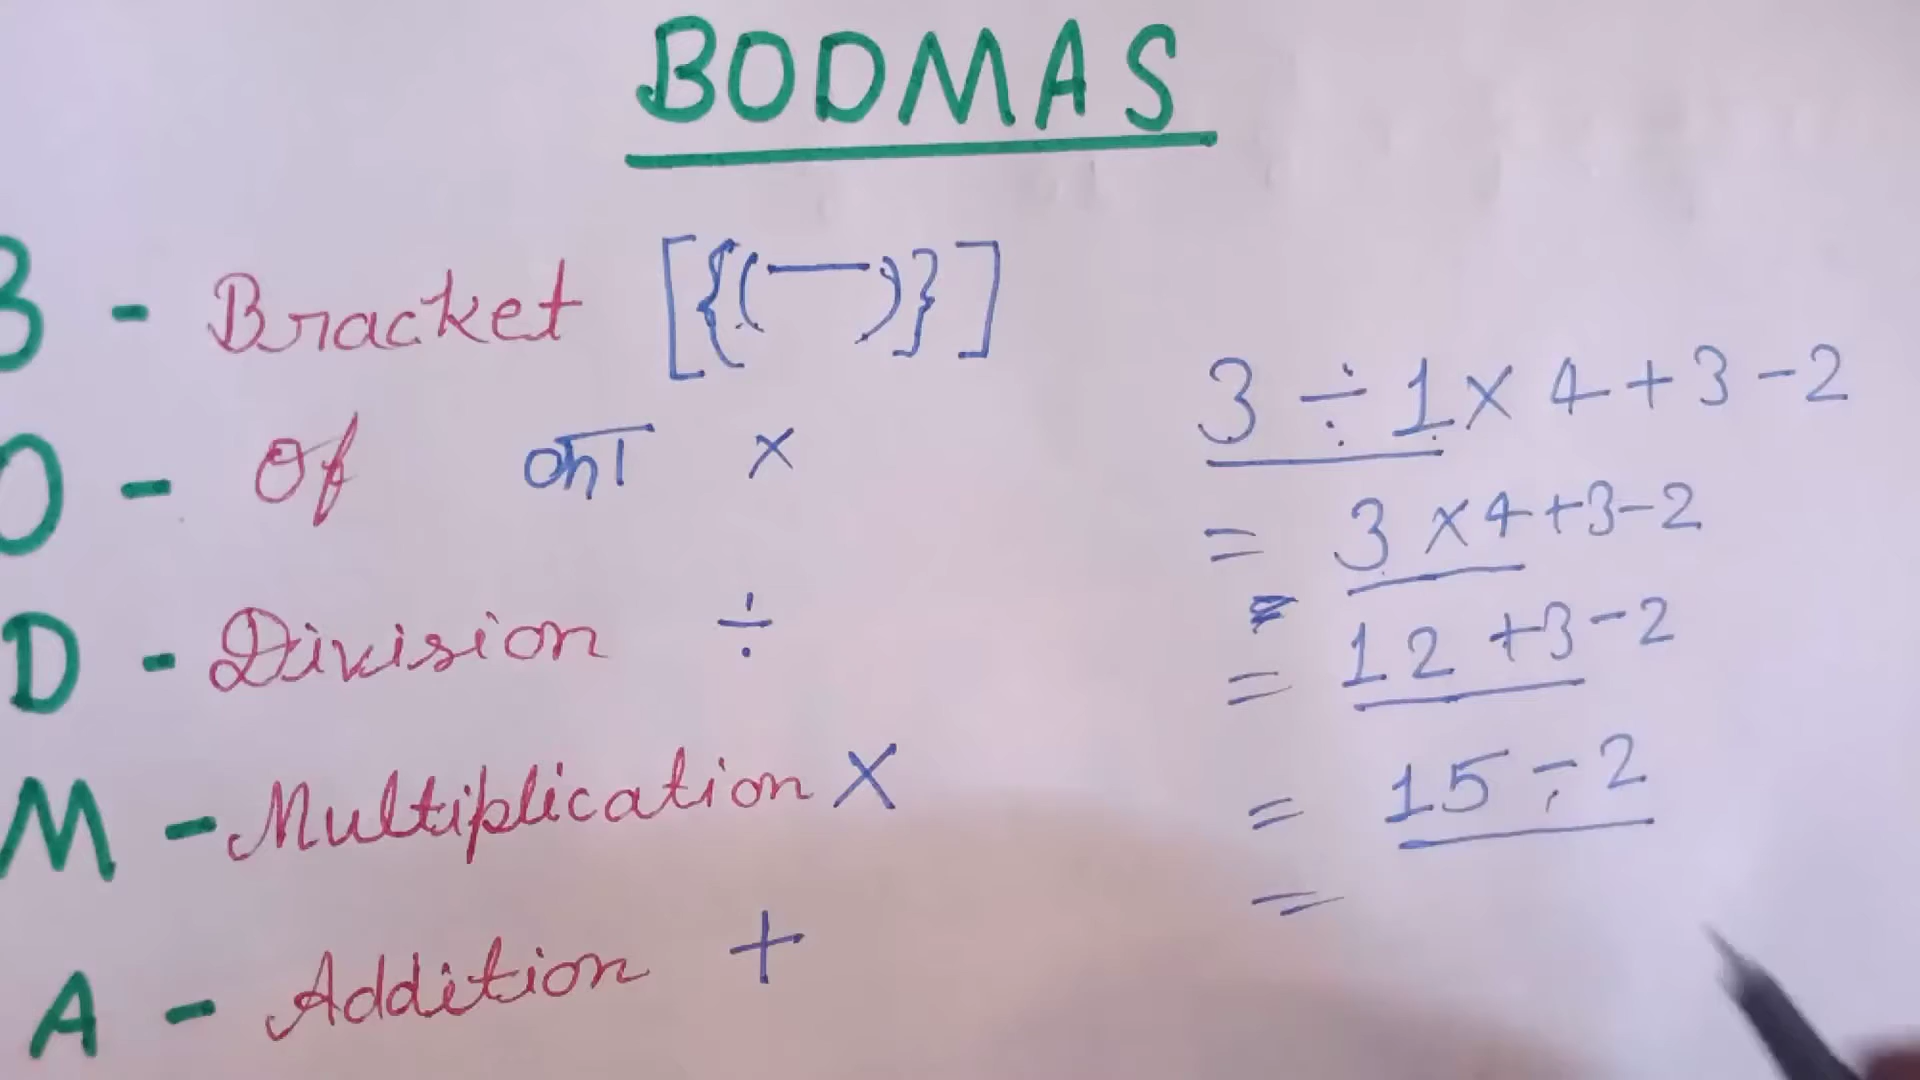 BODMAS
B - Bracket [{(‾)}]
O - Of का ×
D - Division ÷
M - Multiplication ×
A - Addition +
3 ÷ 1 × 4 + 3 - 2
= 3 × 4 + 3 - 2
= 12 + 3 - 2
= 15 - 2
=